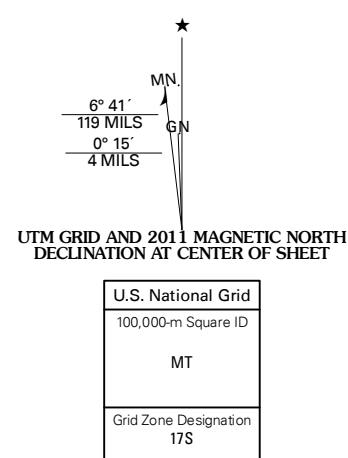 ★
MN.
6° 41´
119 MILS
GN
0° 15´
4 MILS
UTM GRID AND 2011 MAGNETIC NORTH
DECLINATION AT CENTER OF SHEET
U.S. National Grid
100,000-m Square ID
MT
Grid Zone Designation
17S